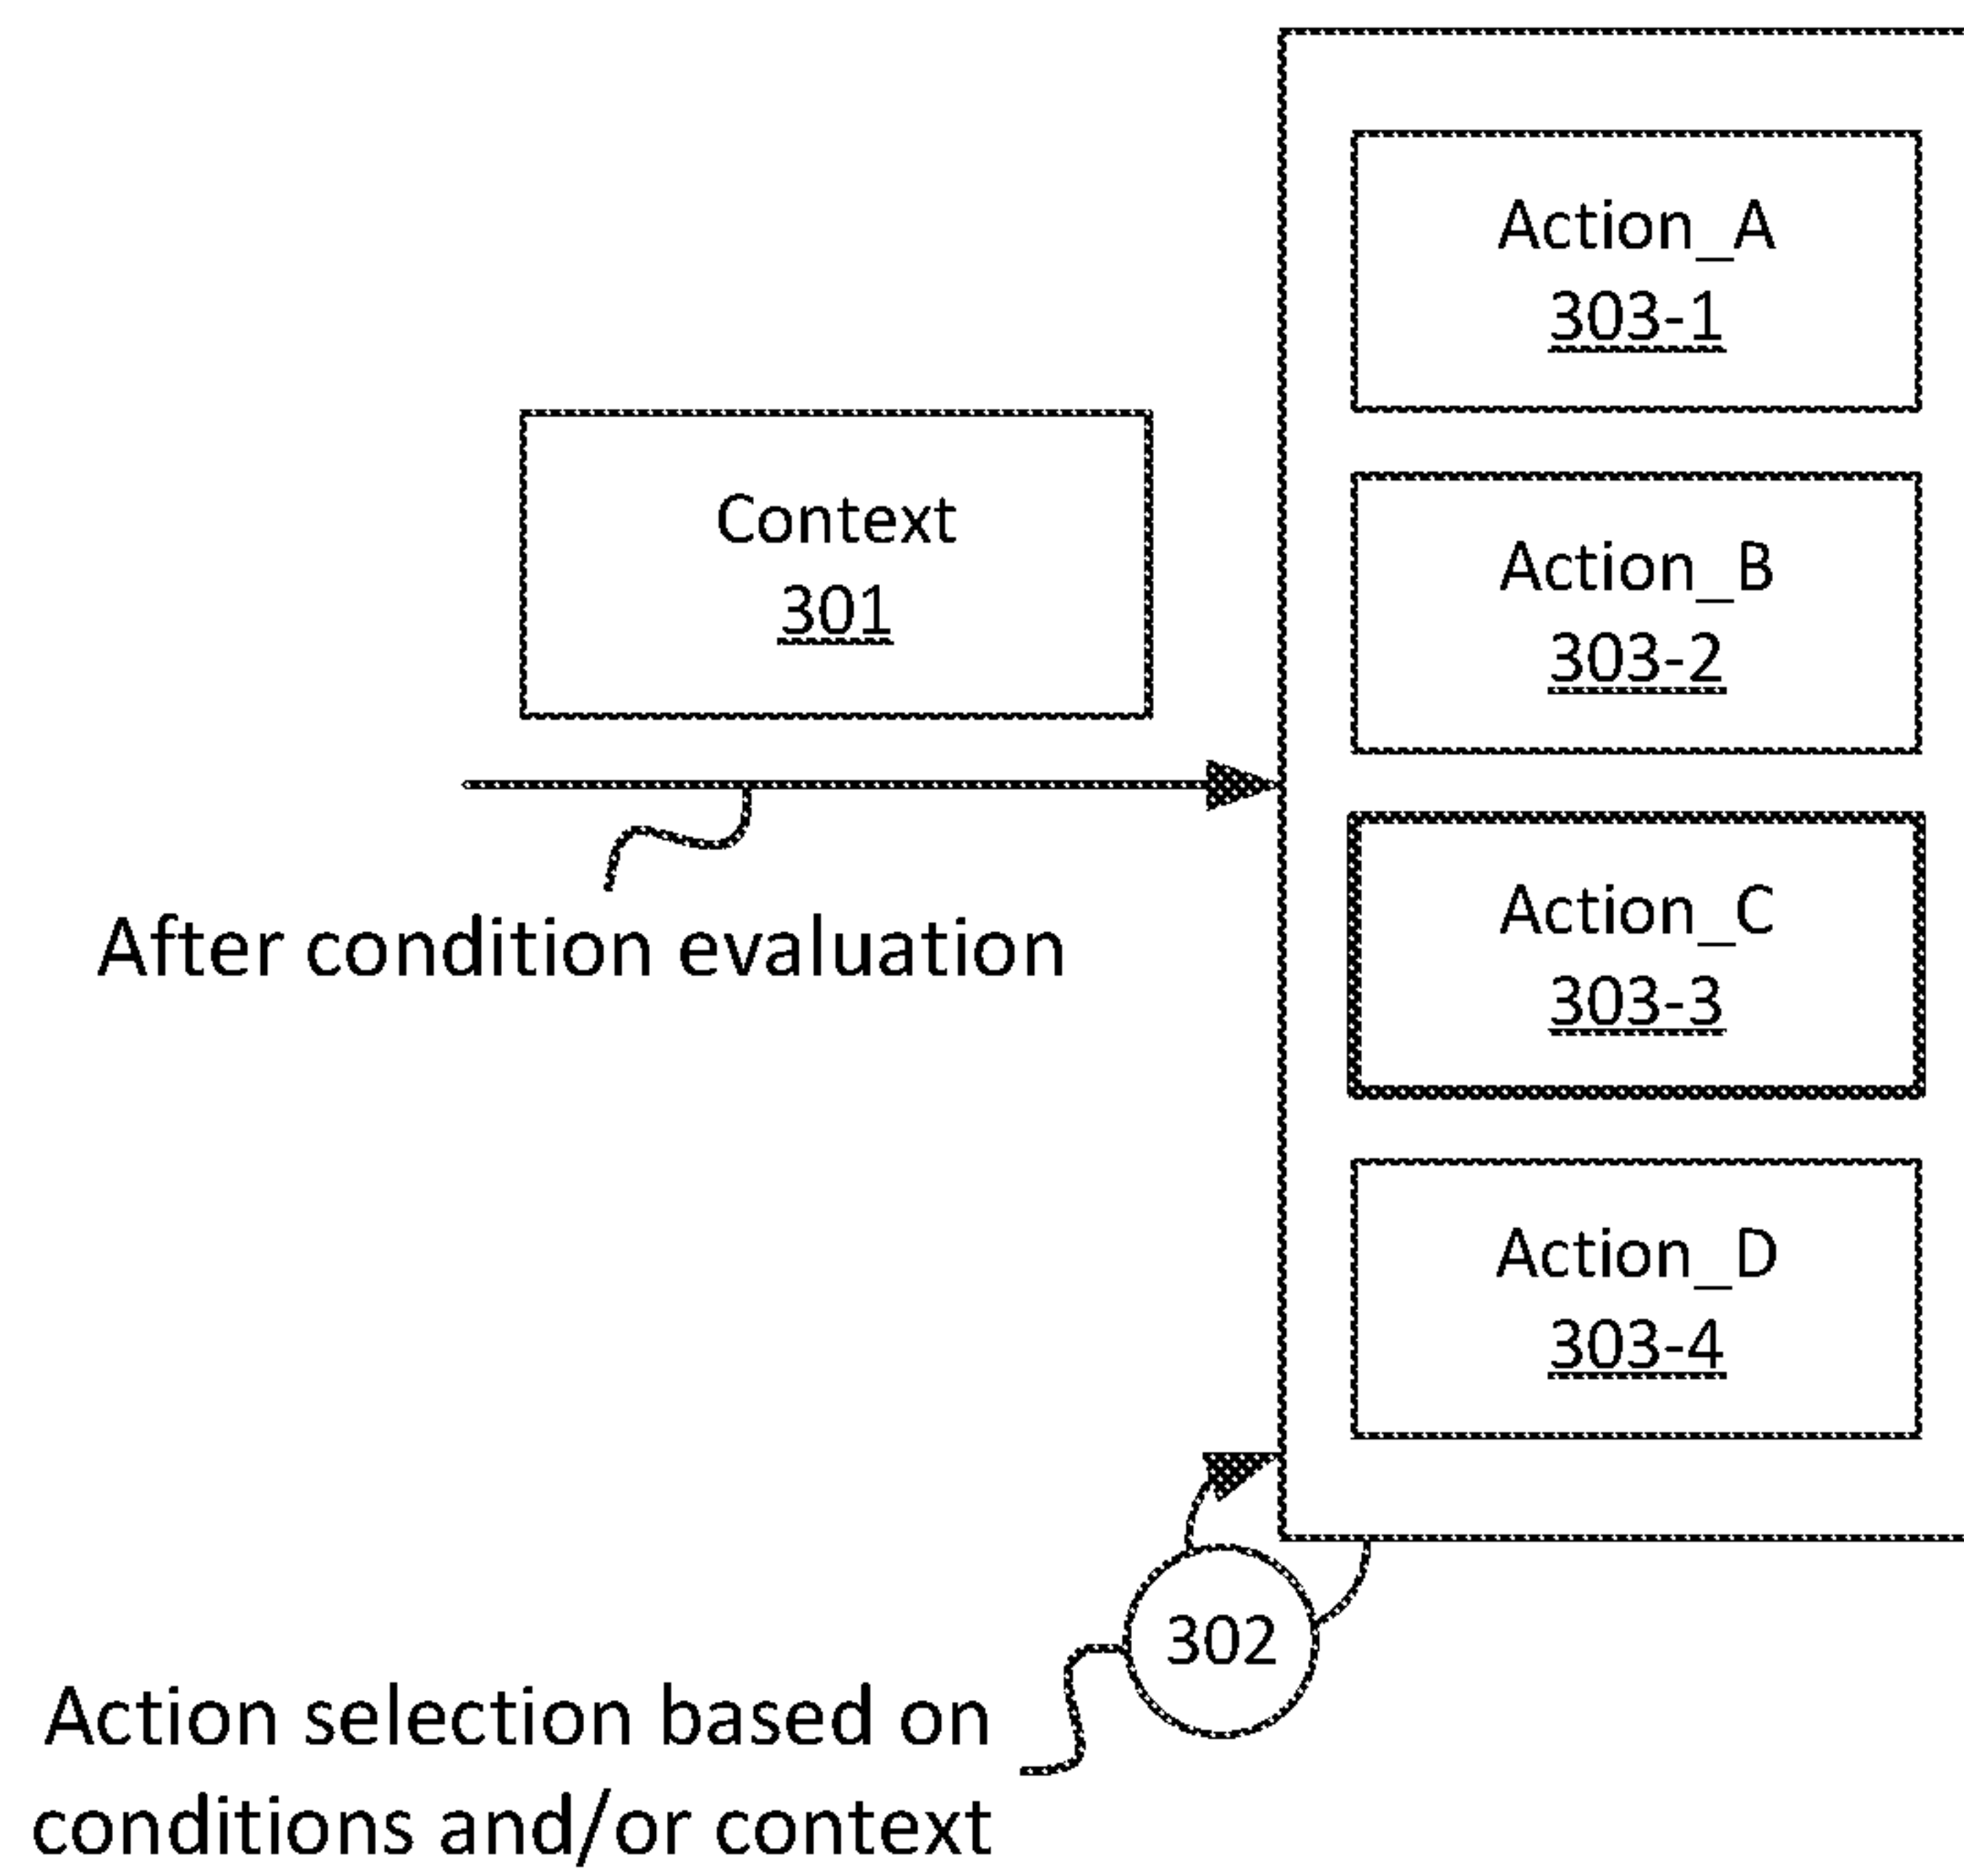 Action_A
303-1
Context
301
Action_B
303-2
After condition evaluation
Action_C
303-3
Action_D
303-4
302
Action selection based on
conditions and/or context